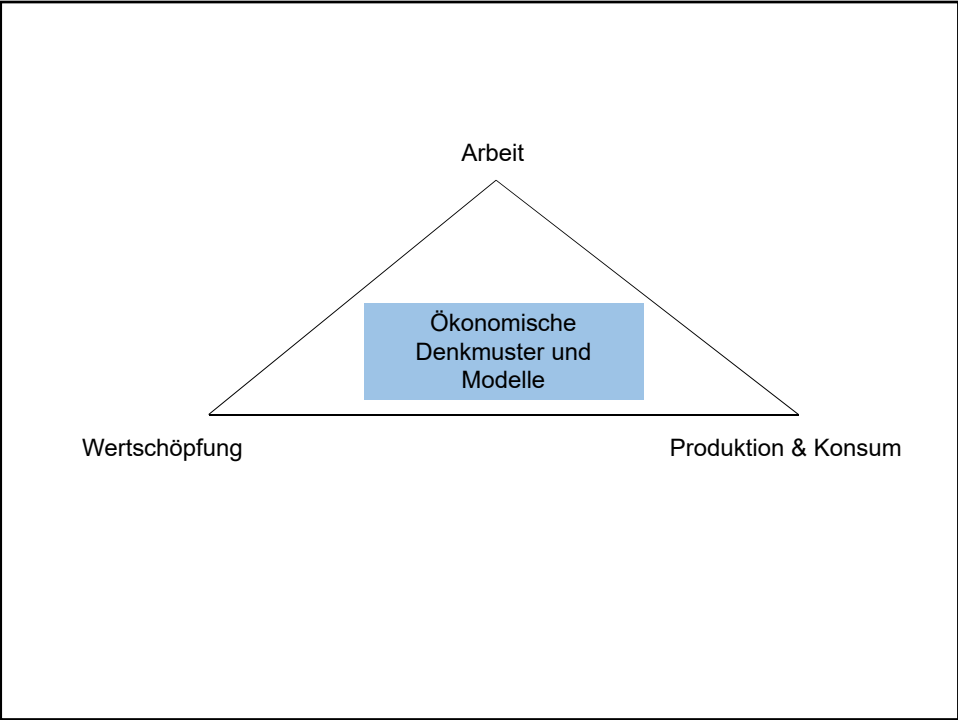 Arbeit
Ökonomische
Denkmuster und
Modelle
Wertschöpfung
Produktion & Konsum